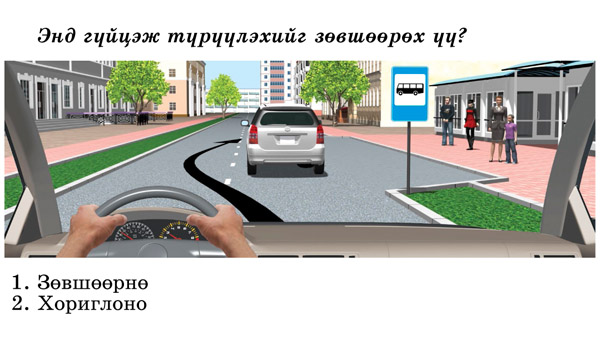 Энд гүйцэж түрүүлэхийг зөвшөөрөх үү?
1. Зөвшөөрнө
2. Хориглоно